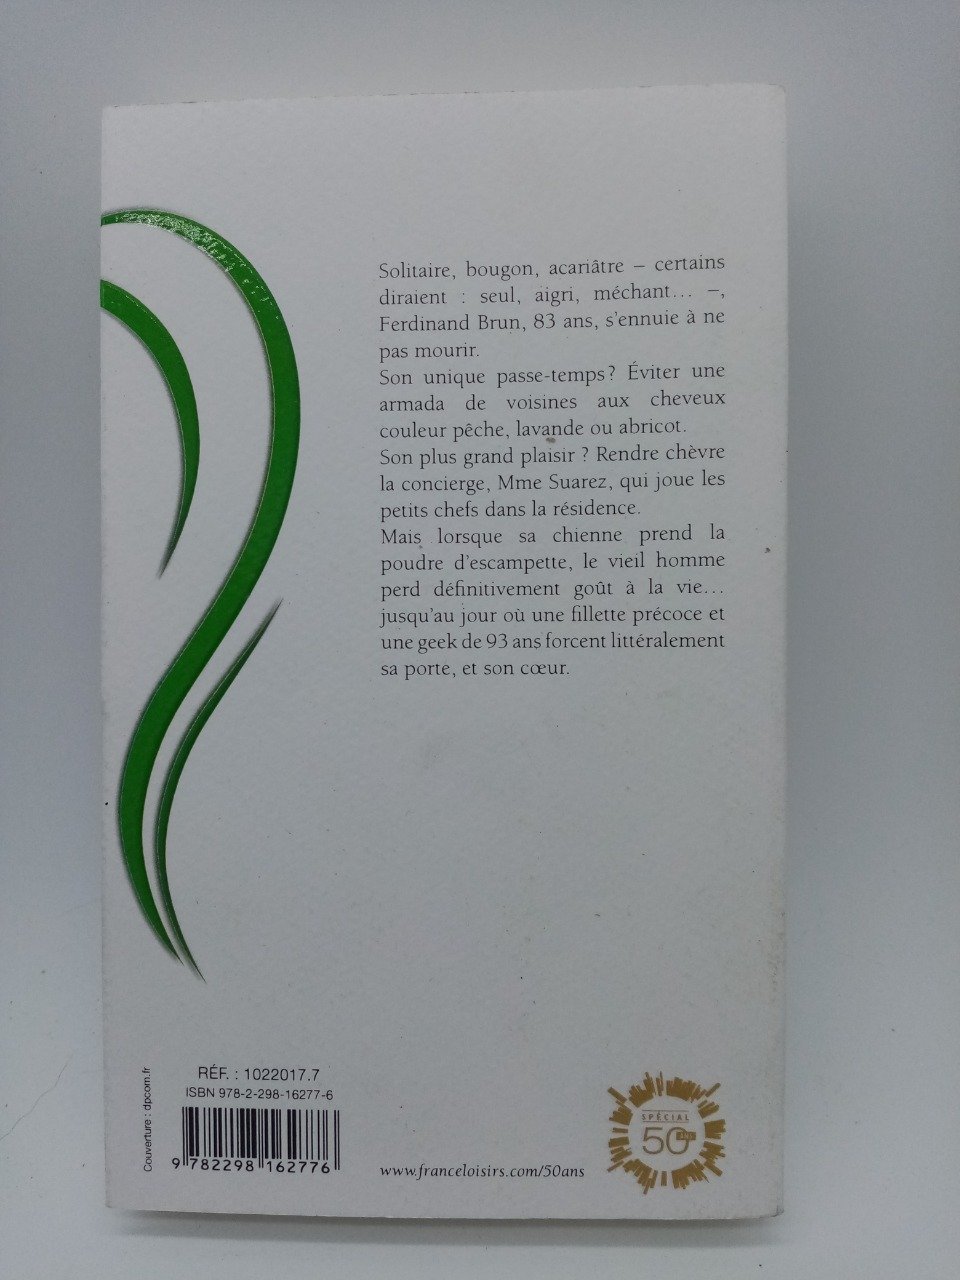 Solitaire, bougon, acariâtre – certains
diraient : seul, aigri, méchant… –,
Ferdinand Brun, 83 ans, s'ennuie à ne
pas mourir.
Son unique passe-temps ? Éviter une
armada de voisines aux cheveux
couleur pêche, lavande ou abricot.
Son plus grand plaisir ? Rendre chèvre
la concierge, Mme Suarez, qui joue les
petits chefs dans la résidence.
Mais lorsque sa chienne prend la
poudre d'escampette, le vieil homme
perd définitivement goût à la vie…
jusqu'au jour où une fillette précoce et
une geek de 93 ans forcent littéralement
sa porte, et son cœur.
Couverture : dpcom.fr
RÉF. : 1022017.7
ISBN 978-2-298-16277-6
9 782298 162776
www.franceloisirs.com/50ans
SPÉCIAL
50 ans